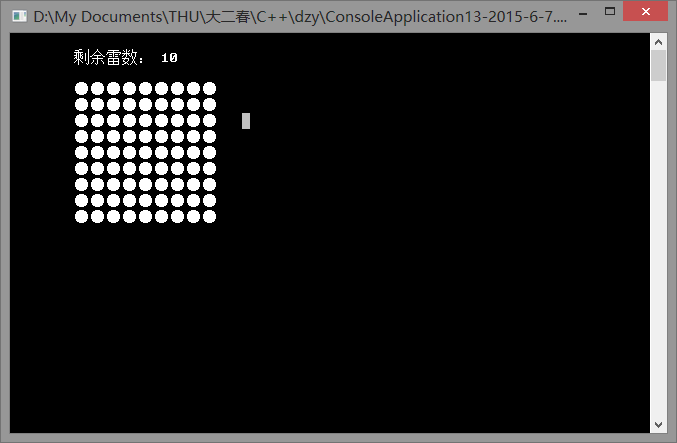 D:\My Documents\THU\大二春\C++\dzy\ConsoleApplication13-2015-6-7....
剩余雷数： 10